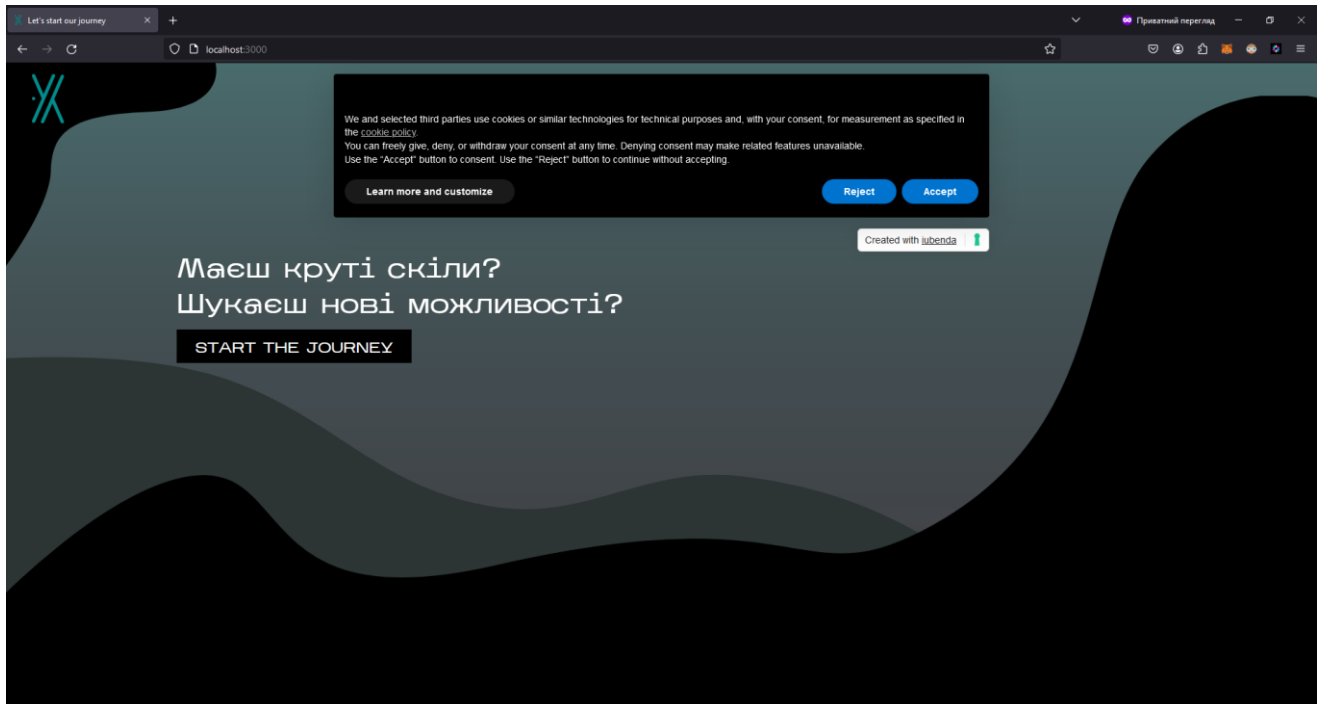 Let's start our journey
Приватний перегляд
localhost:3000
We and selected third parties use cookies or similar technologies for technical purposes and, with your consent, for measurement as specified in
the cookie policy.
You can freely give, deny, or withdraw your consent at any time. Denying consent may make related features unavailable.
Use the “Accept” button to consent. Use the “Reject” button to continue without accepting.
Learn more and customize
Reject
Accept
Created with iubenda
Маєш круті скіли?
Шукаєш нові можливості?
START THE JOURNEY